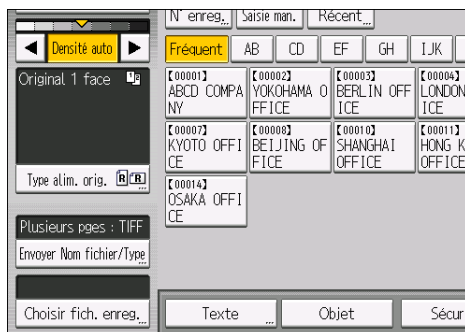 N° enreg. Saisie man. Récent
Densité auto
Fréquent AB CD EF GH IJK
Original 1 face
[00001] [00002] [00003] [00004]
ABCD COMPA YOKOHAMA O BERLIN OFF LONDON
NY FFICE ICE ICE
[00007] [00008] [00010] [00011]
KYOTO OFFI BEIJING OF SHANGHAI HONG K
CE FICE OFFICE OFFICE
Type alim. orig.
[00014]
OSAKA OFFI
CE
Plusieurs pges : TIFF
Envoyer Nom fichier/Type
Choisir fich. enreg. Texte Objet Sécur